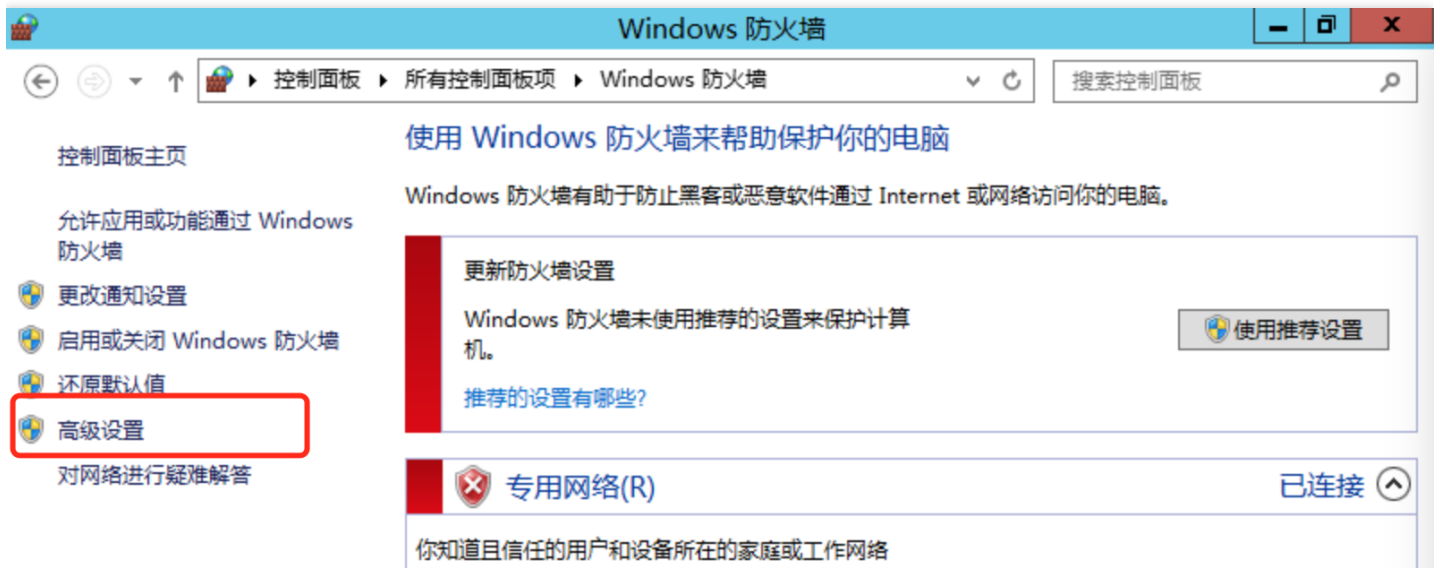 Windows 防火墙
控制面板 所有控制面板项 Windows 防火墙
搜索控制面板
控制面板主页
允许应用或功能通过 Windows
防火墙
更改通知设置
启用或关闭 Windows 防火墙
还原默认值
高级设置
对网络进行疑难解答
使用 Windows 防火墙来帮助保护你的电脑
Windows 防火墙有助于防止黑客或恶意软件通过 Internet 或网络访问你的电脑。
更新防火墙设置
Windows 防火墙未使用推荐的设置来保护计算
机。
使用推荐设置
推荐的设置有哪些?
专用网络(R)
已连接
你知道且信任的用户和设备所在的家庭或工作网络